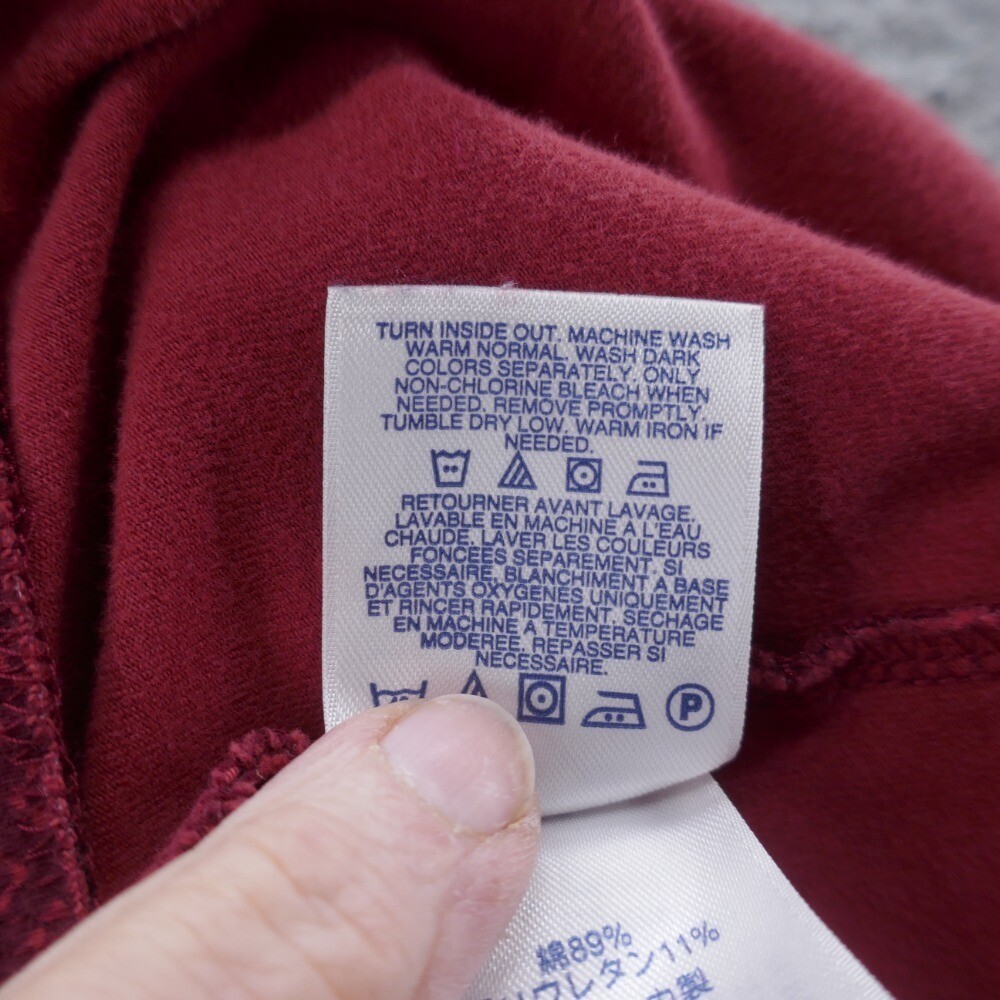 TURN INSIDE OUT. MACHINE WASH
WARM NORMAL. WASH DARK
COLORS SEPARATELY. ONLY
NON-CHLORINE BLEACH WHEN
NEEDED. REMOVE PROMPTLY.
TUMBLE DRY LOW. WARM IRON IF
NEEDED.
RETOURNER AVANT LAVAGE.
LAVABLE EN MACHINE A L'EAU
CHAUDE. LAVER LES COULEURS
FONCÉES SEPAREMENT. SI
NECESSAIRE, BLANCHIMENT A BASE
D'AGENTS OXYGENES UNIQUEMENT
ET RINCER RAPIDEMENT. SECHAGE
EN MACHINE A TEMPERATURE
MODEREE. REPASSER SI
NECESSAIRE.
P
綿89%
ウレタン11%